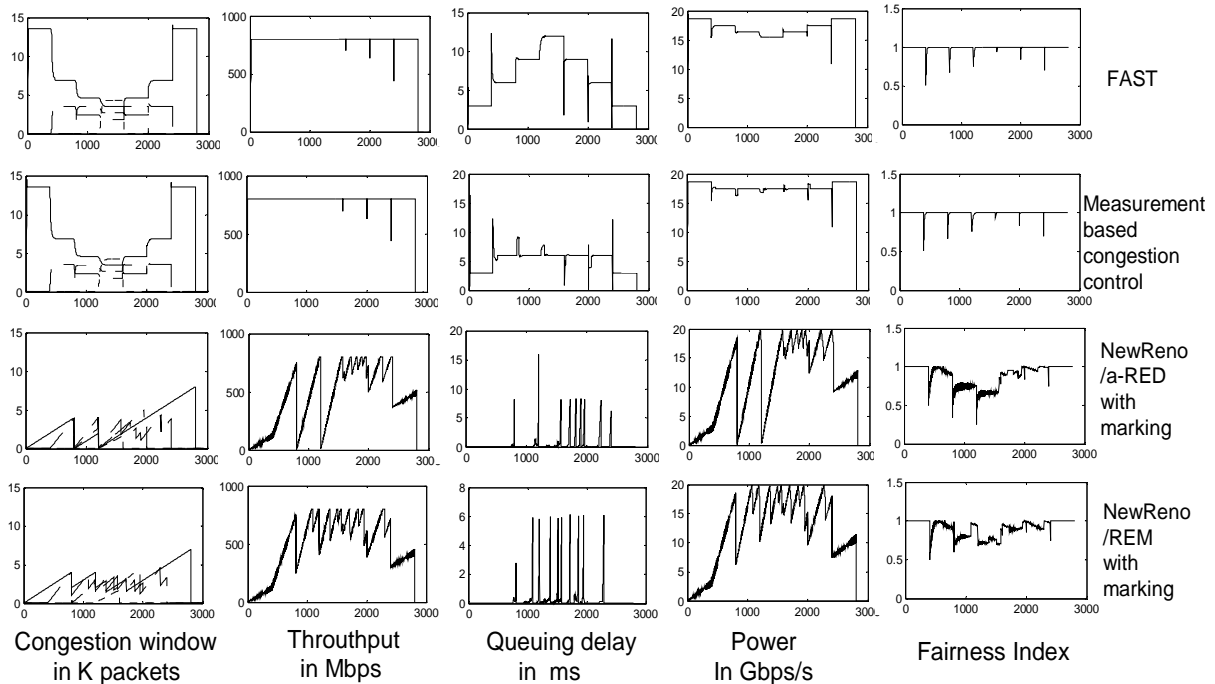 15
10
5
0
0 1000 2000 3000
1000
500
0
0 1000 2000 3000
15
10
5
0
0 1000 2000 3000
20
15
10
5
0
0 1000 2000 300
1.5
1
0.5
0
0 1000 2000 3000
FAST
15
10
5
0
0 1000 2000 3000
1000
500
0
0 1000 2000 3000
20
15
10
5
0
0 1000 2000 3000
20
15
10
5
0
0 1000 2000 300
1.5
1
0.5
0
0 1000 2000 3000
Measurement
based
congestion
control
15
10
5
0
0 1000 2000 3000
1000
500
0
0 1000 2000 3000
20
15
10
5
0
0 1000 2000 3000
20
15
10
5
0
0 1000 2000 300
1.5
1
0.5
0
0 1000 2000 3000
NewReno
/a-RED
with
marking
15
10
5
0
0 1000 2000 3000
1000
500
0
0 1000 2000 3000
8
6
4
2
0
0 1000 2000 3000
20
15
10
5
0
0 1000 2000 3000
1.5
1
0.5
0
0 1000 2000 3000
NewReno
/REM
with
marking
Congestion window
in K packets
Throuthput
in Mbps
Queuing delay
in ms
Power
In Gbps/s
Fairness Index